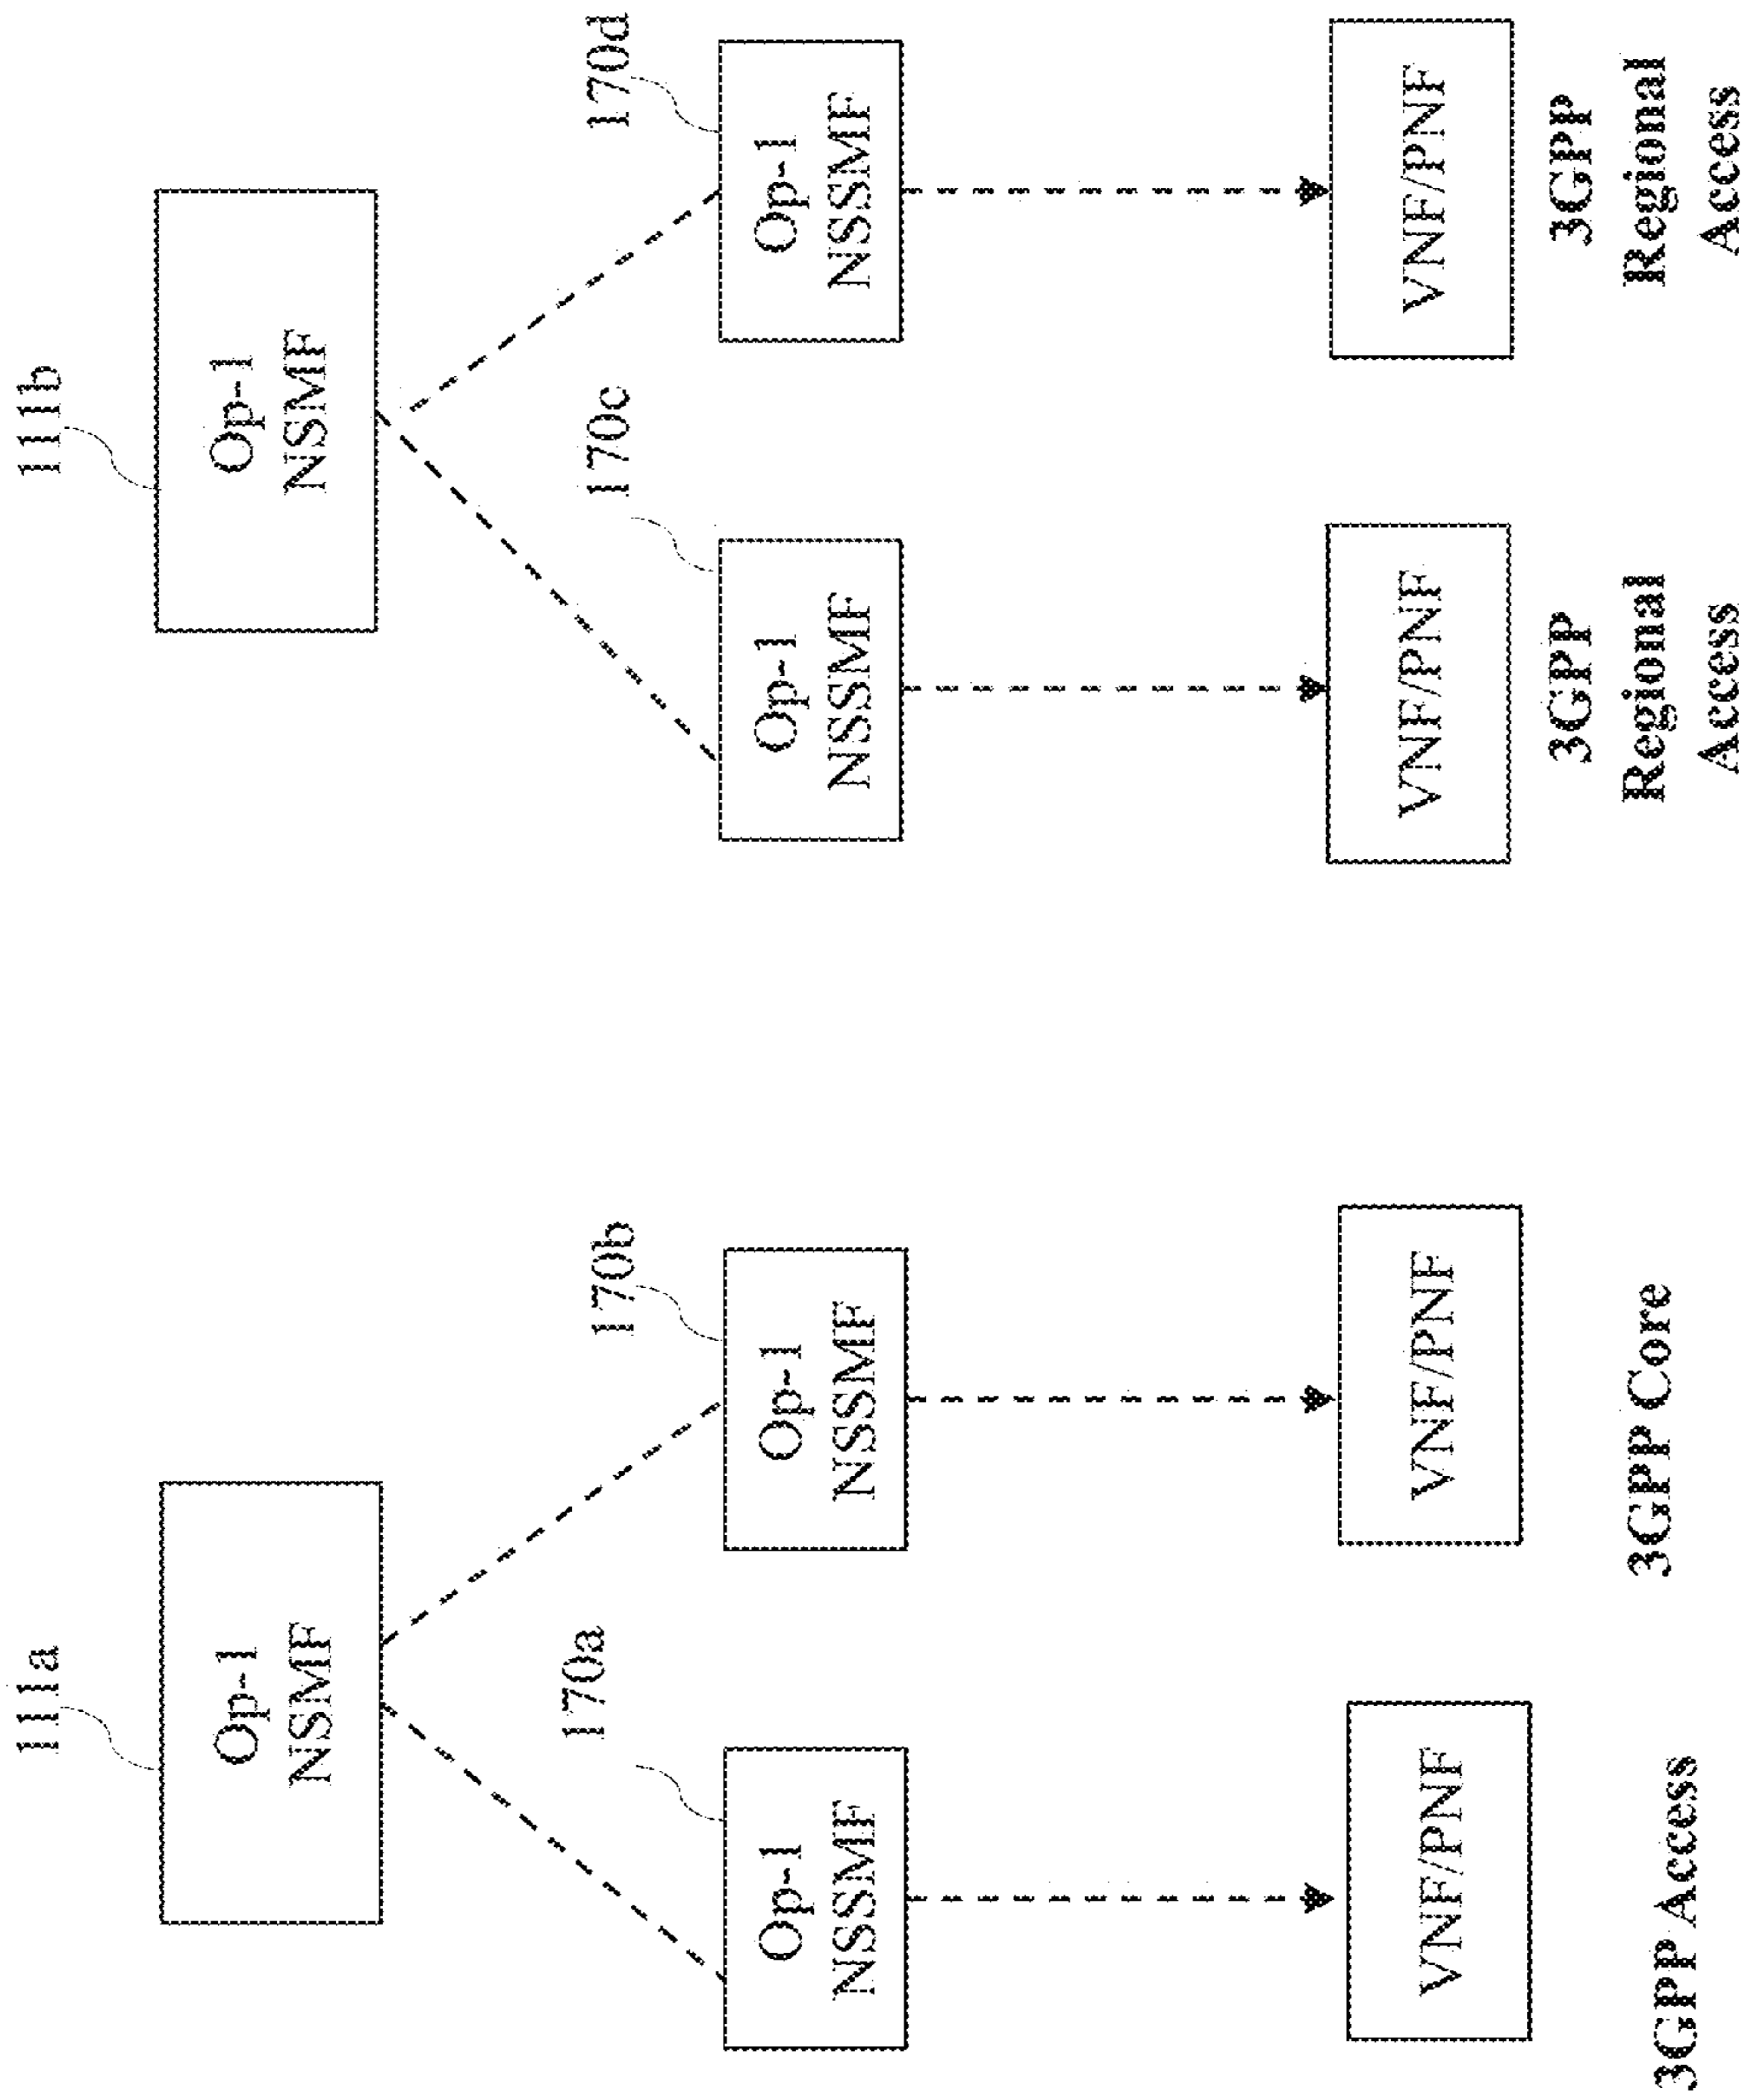 111a
111b
Op-1
NSMF
Op-1
NSMF
170a
170b
170c
170d
Op-1
NSSMF
Op-1
NSSMF
Op-1
NSSMF
Op-1
NSSMF
VNF/PNF
VNF/PNF
VNF/PNF
VNF/PNF
3GPP Access
3GPP Core
3GPP
Regional
Access
3GPP
Regional
Access